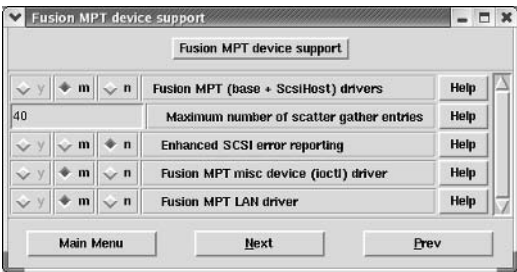 Fusion MPT device support
Fusion MPT device support
y m n Fusion MPT (base + ScsiHost) drivers Help
40 Maximum number of scatter gather entries Help
y m n Enhanced SCSI error reporting Help
y m n Fusion MPT misc device (ioctl) driver Help
y m n Fusion MPT LAN driver Help
Main Menu Next Prev